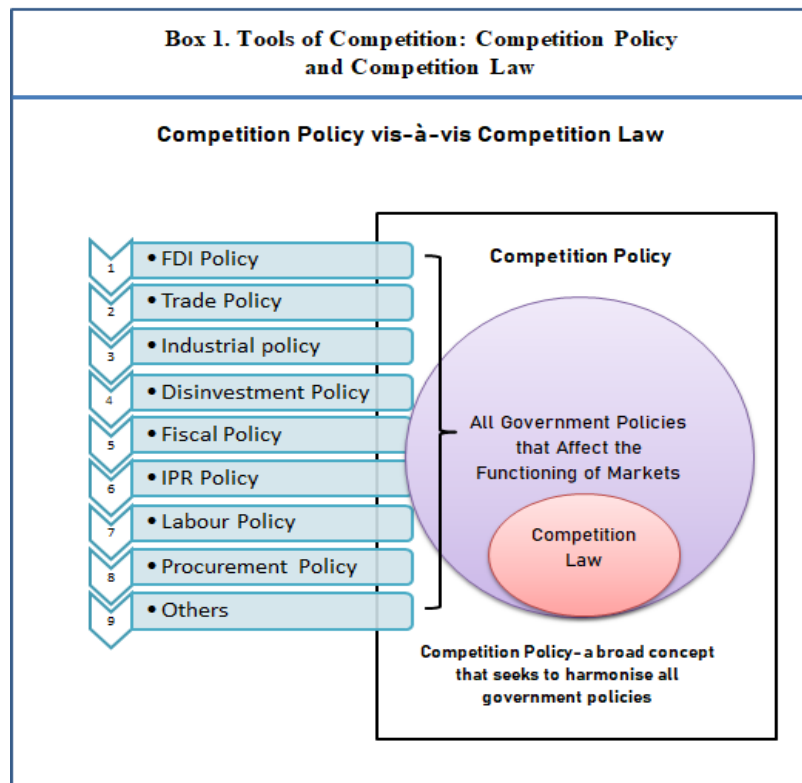 Box 1. Tools of Competition: Competition Policy
and Competition Law
Competition Policy vis-à-vis Competition Law
1 • FDI Policy
2 • Trade Policy
3 • Industrial policy
4 • Disinvestment Policy
5 • Fiscal Policy
6 • IPR Policy
7 • Labour Policy
8 • Procurement Policy
9 • Others
Competition Policy
All Government Policies
that Affect the
Functioning of Markets
Competition
Law
Competition Policy-a broad concept
that seeks to harmonise all
government policies